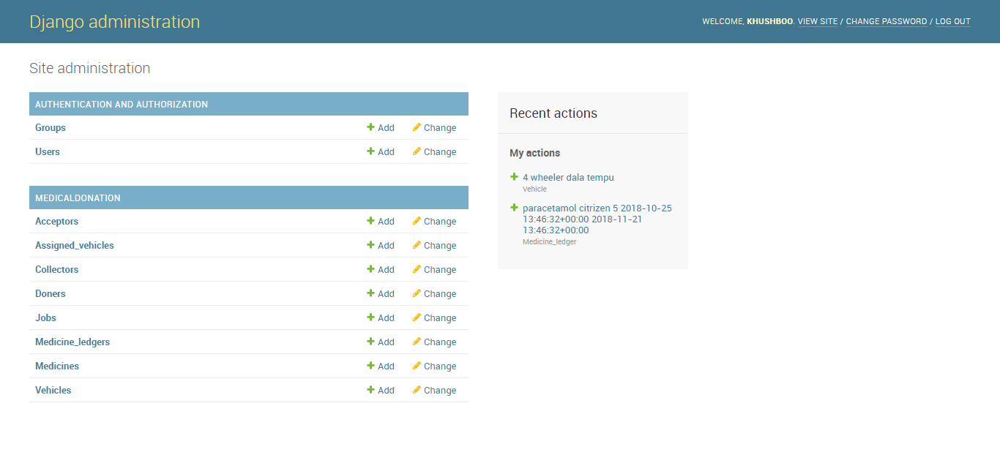 Django administration
WELCOME, KHUSHBOO. VIEW SITE / CHANGE PASSWORD / LOG OUT
Site administration
AUTHENTICATION AND AUTHORIZATION
Groups Add Change
Users Add Change
MEDICALDONATION
Acceptors Add Change
Assigned_vehicles Add Change
Collectors Add Change
Doners Add Change
Jobs Add Change
Medicine_ledgers Add Change
Medicines Add Change
Vehicles Add Change
Recent actions
My actions
4 wheeler dala tempu
Vehicle
paracetamol citrizen 5 2018-10-25
13:46:32+00:00 2018-11-21
13:46:32+00:00
Medicine_ledger